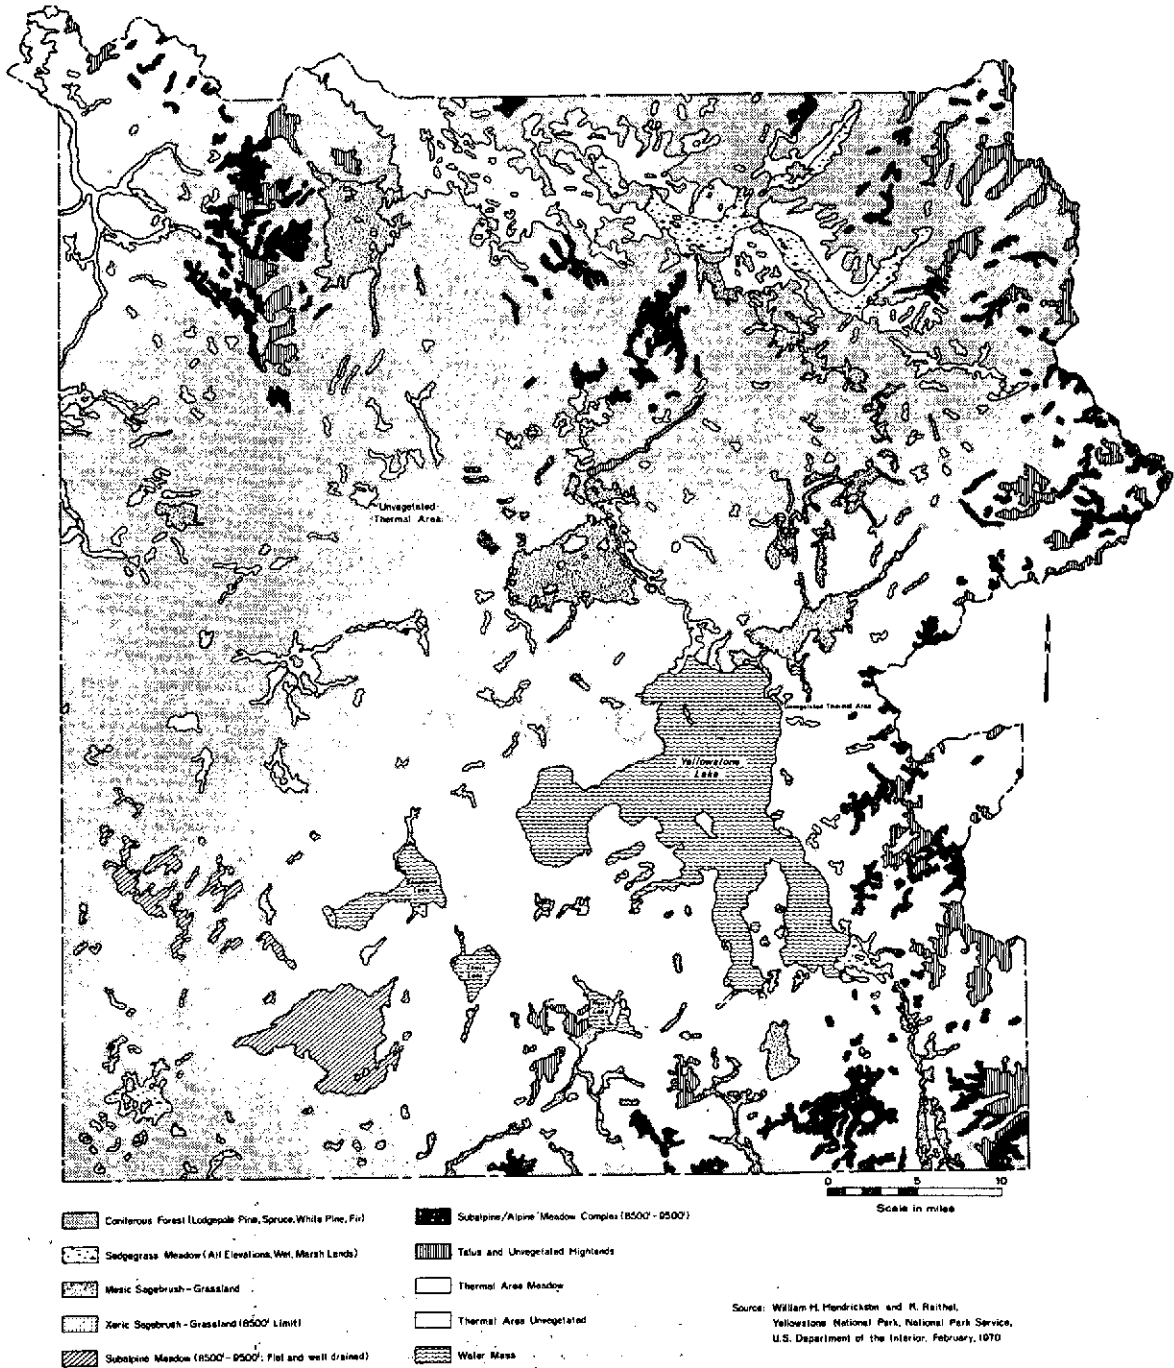 Unvegetated
Thermal Area
Unvegetated Thermal Area
N
Yellowstone
Lake
Lake
Heart
Lake
0 5 10
Scale in miles
Coniferous Forest (Lodgepole Pine, Spruce, White Pine, Fir)
Sedgegrass Meadow (All Elevations, Wet, Marsh Lands)
Mesic Sagebrush-Grassland
Xeric Sagebrush-Grassland (8500' Limit)
Subalpine Meadow (8500'-9500'; Flat and well drained)
Subalpine/Alpine Meadow Complex (8500'-9500')
Talus and Unvegetated Highlands
Thermal Area Meadow
Thermal Area Unvegetated
Water Mass
Source: William H. Hendrickson and K. Raithel,
Yellowstone National Park, National Park Service,
U.S. Department of the Interior, February, 1970